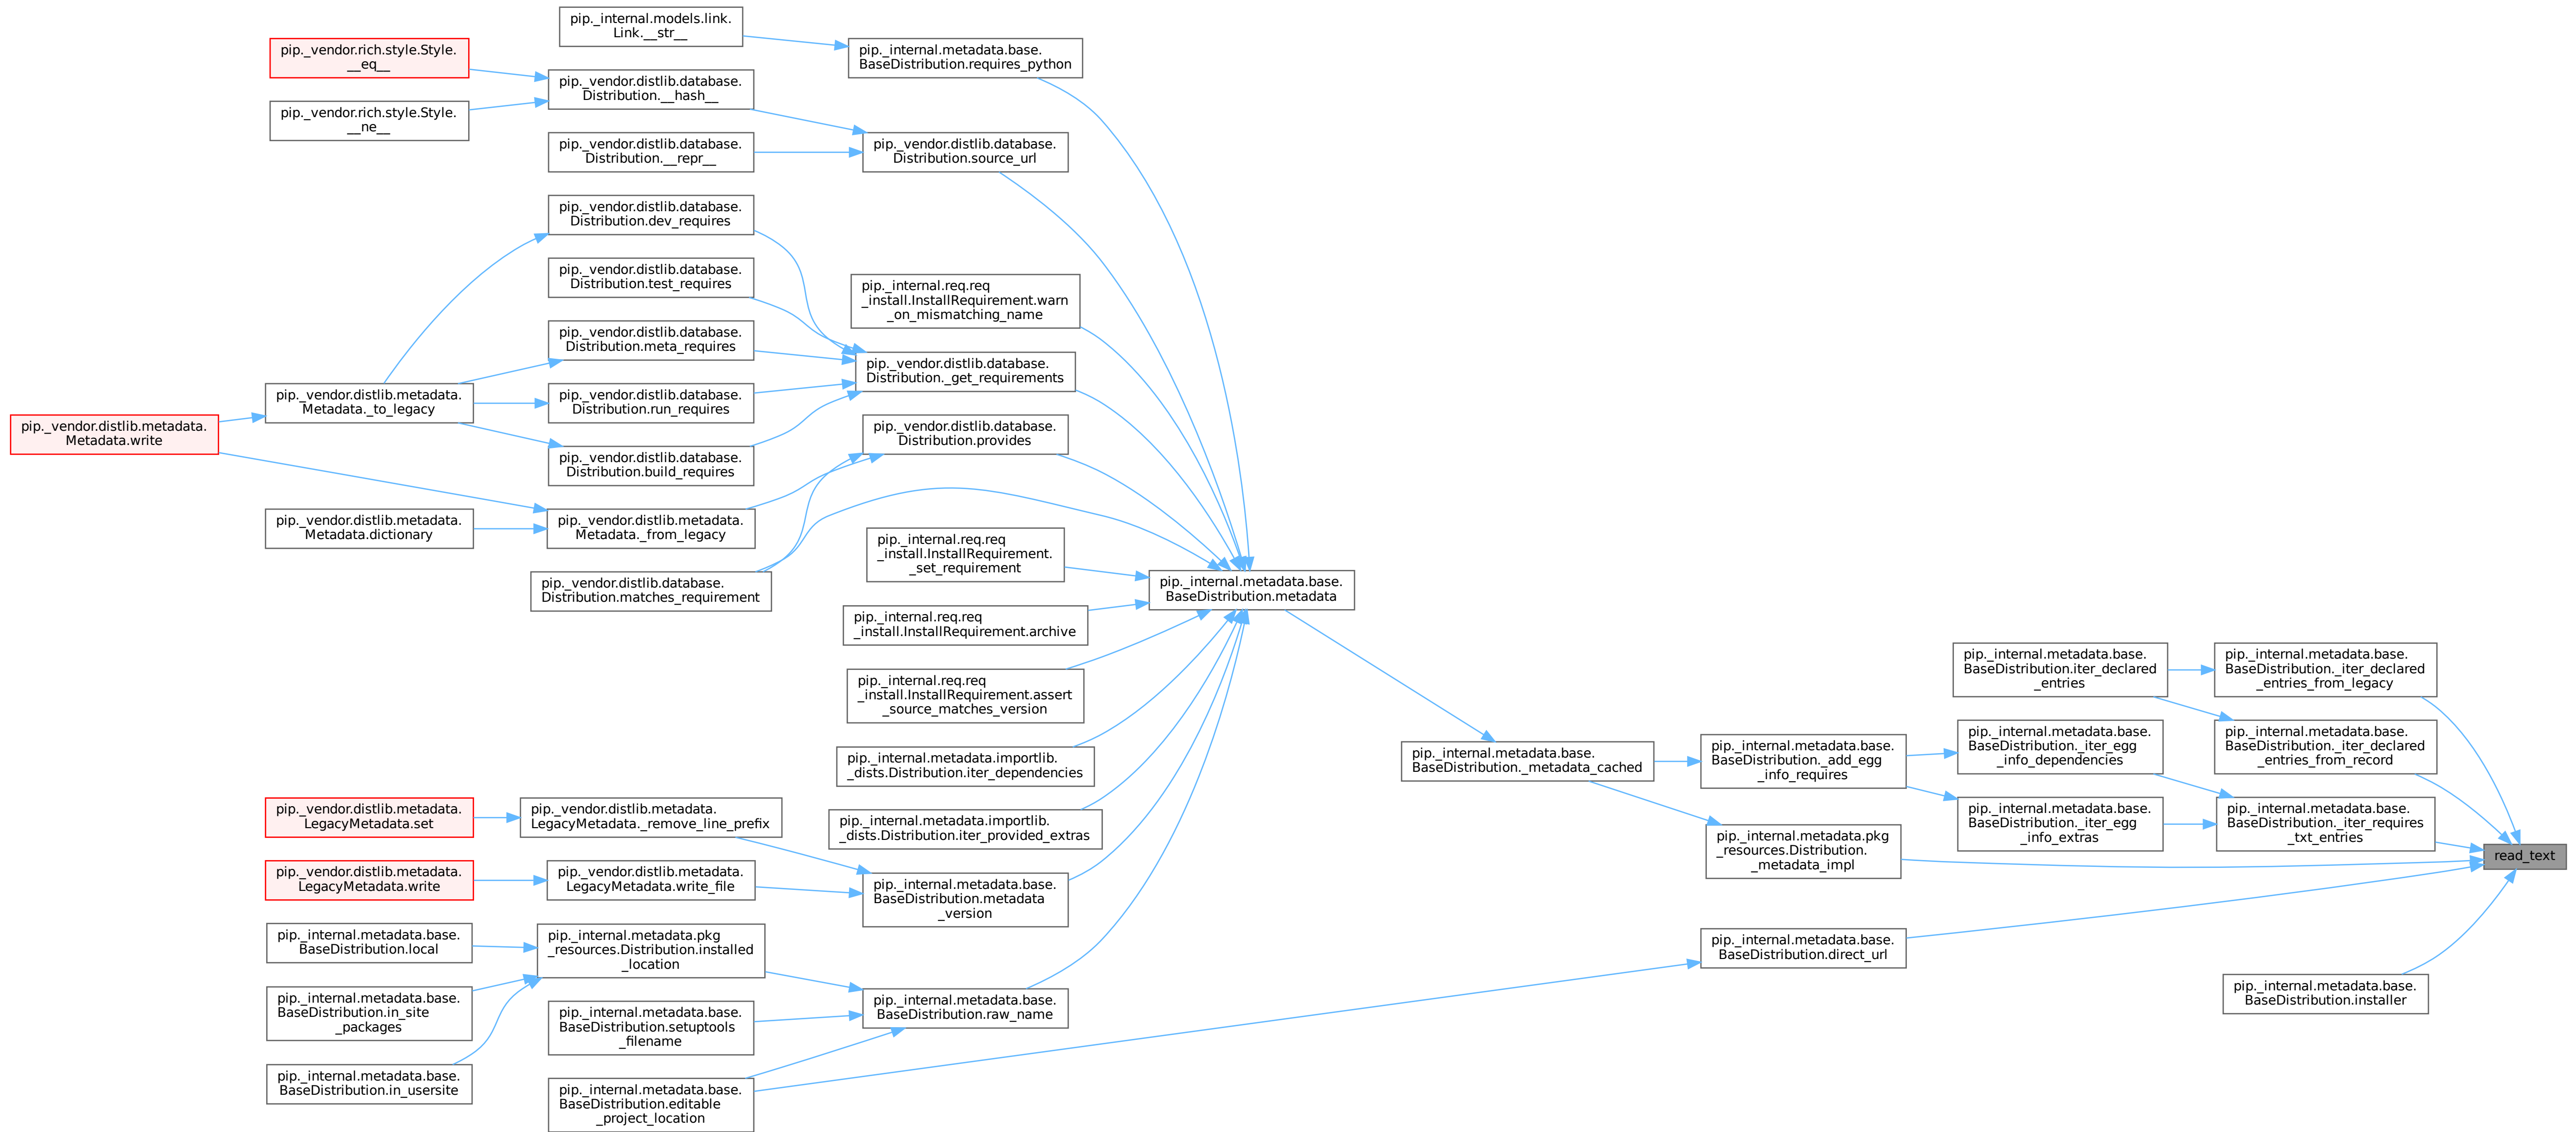 pip._internal.models.link.
Link.__str__
pip._vendor.rich.style.Style.
__eq__
pip._internal.metadata.base.
BaseDistribution.requires_python
pip._vendor.distlib.database.
Distribution.__hash__
pip._vendor.rich.style.Style.
__ne__
pip._vendor.distlib.database.
Distribution.__repr__
pip._vendor.distlib.database.
Distribution.source_url
pip._vendor.distlib.database.
Distribution.dev_requires
pip._vendor.distlib.database.
Distribution.test_requires
pip._internal.req.req
_install.InstallRequirement.warn
_on_mismatching_name
pip._vendor.distlib.database.
Distribution.meta_requires
pip._vendor.distlib.database.
Distribution._get_requirements
pip._vendor.distlib.metadata.
Metadata._to_legacy
pip._vendor.distlib.database.
Distribution.run_requires
pip._vendor.distlib.metadata.
Metadata.write
pip._vendor.distlib.database.
Distribution.provides
pip._vendor.distlib.database.
Distribution.build_requires
pip._vendor.distlib.metadata.
Metadata.dictionary
pip._vendor.distlib.metadata.
Metadata._from_legacy
pip._internal.req.req
_install.InstallRequirement.
_set_requirement
pip._vendor.distlib.database.
Distribution.matches_requirement
pip._internal.metadata.base.
BaseDistribution.metadata
pip._internal.req.req
_install.InstallRequirement.archive
pip._internal.req.req
_install.InstallRequirement.assert
_source_matches_version
pip._internal.metadata.base.
BaseDistribution.iter_declared
_entries
pip._internal.metadata.base.
BaseDistribution._iter_declared
_entries_from_legacy
pip._internal.metadata.importlib.
_dists.Distribution.iter_dependencies
pip._internal.metadata.base.
BaseDistribution._metadata_cached
pip._internal.metadata.base.
BaseDistribution._add_egg
_info_requires
pip._internal.metadata.base.
BaseDistribution._iter_egg
_info_dependencies
pip._internal.metadata.base.
BaseDistribution._iter_declared
_entries_from_record
pip._vendor.distlib.metadata.
LegacyMetadata.set
pip._vendor.distlib.metadata.
LegacyMetadata._remove_line_prefix
pip._internal.metadata.importlib.
_dists.Distribution.iter_provided_extras
pip._internal.metadata.pkg
_resources.Distribution.
_metadata_impl
pip._internal.metadata.base.
BaseDistribution._iter_egg
_info_extras
pip._internal.metadata.base.
BaseDistribution._iter_requires
_txt_entries
read_text
pip._vendor.distlib.metadata.
LegacyMetadata.write
pip._vendor.distlib.metadata.
LegacyMetadata.write_file
pip._internal.metadata.base.
BaseDistribution.metadata
_version
pip._internal.metadata.base.
BaseDistribution.local
pip._internal.metadata.pkg
_resources.Distribution.installed
_location
pip._internal.metadata.base.
BaseDistribution.direct_url
pip._internal.metadata.base.
BaseDistribution.in_site
_packages
pip._internal.metadata.base.
BaseDistribution.setuptools
_filename
pip._internal.metadata.base.
BaseDistribution.raw_name
pip._internal.metadata.base.
BaseDistribution.installer
pip._internal.metadata.base.
BaseDistribution.in_usersite
pip._internal.metadata.base.
BaseDistribution.editable
_project_location